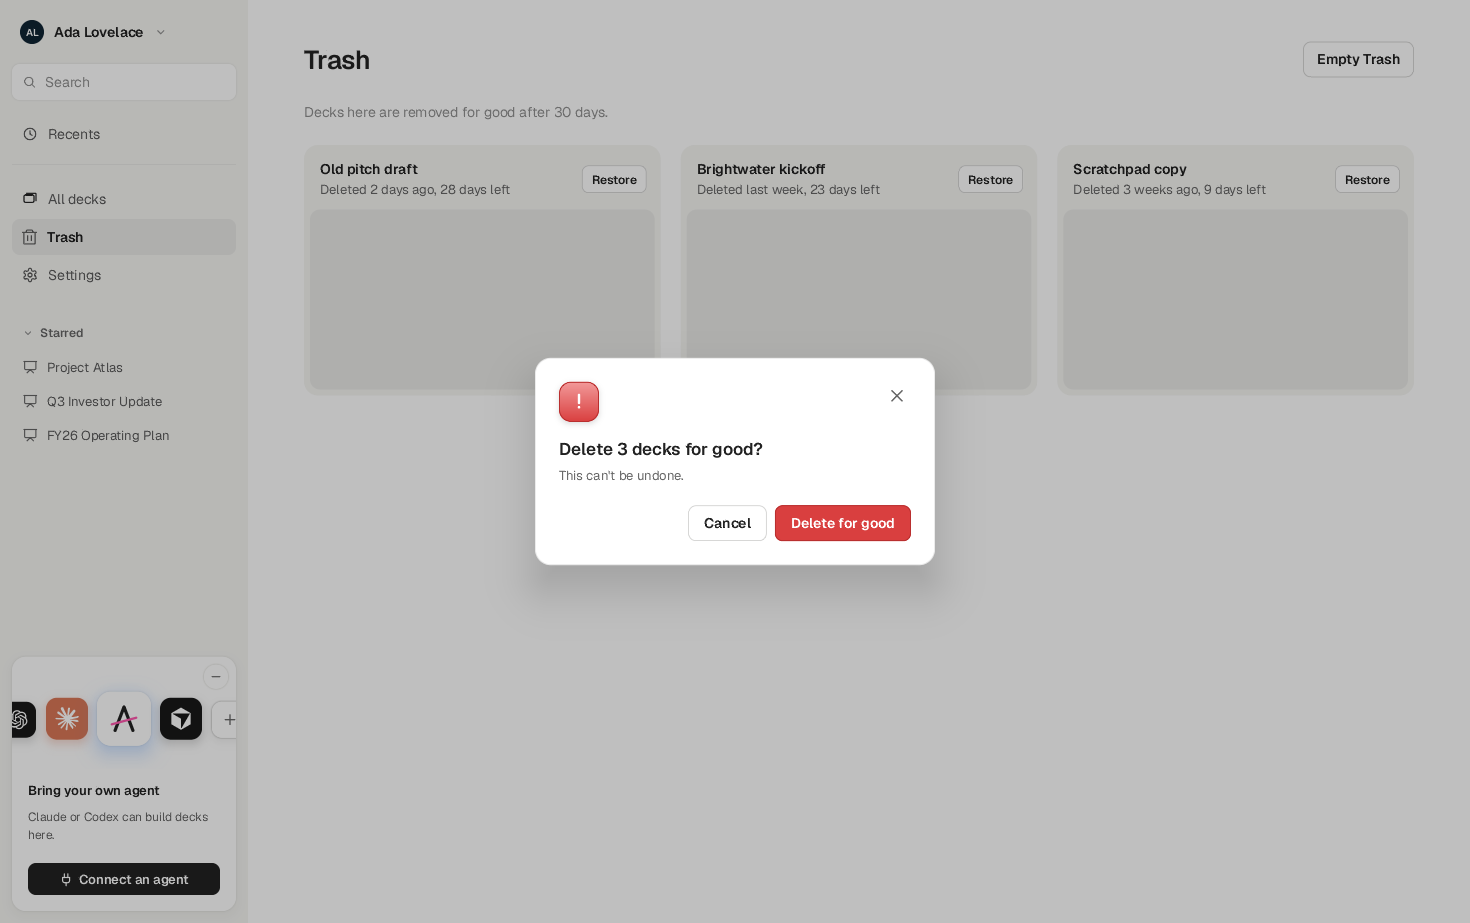 AL Ada Lovelace
Search
Recents
All decks
Trash
Settings
Starred
Project Atlas
Q3 Investor Update
FY26 Operating Plan
Bring your own agent
Claude or Codex can build decks
here.
Connect an agent
Trash
Empty Trash
Decks here are removed for good after 30 days.
Old pitch draft
Deleted 2 days ago, 28 days left
Restore
Brightwater kickoff
Deleted last week, 23 days left
Restore
Scratchpad copy
Deleted 3 weeks ago, 9 days left
Restore
!
Delete 3 decks for good?
This can't be undone.
Cancel
Delete for good